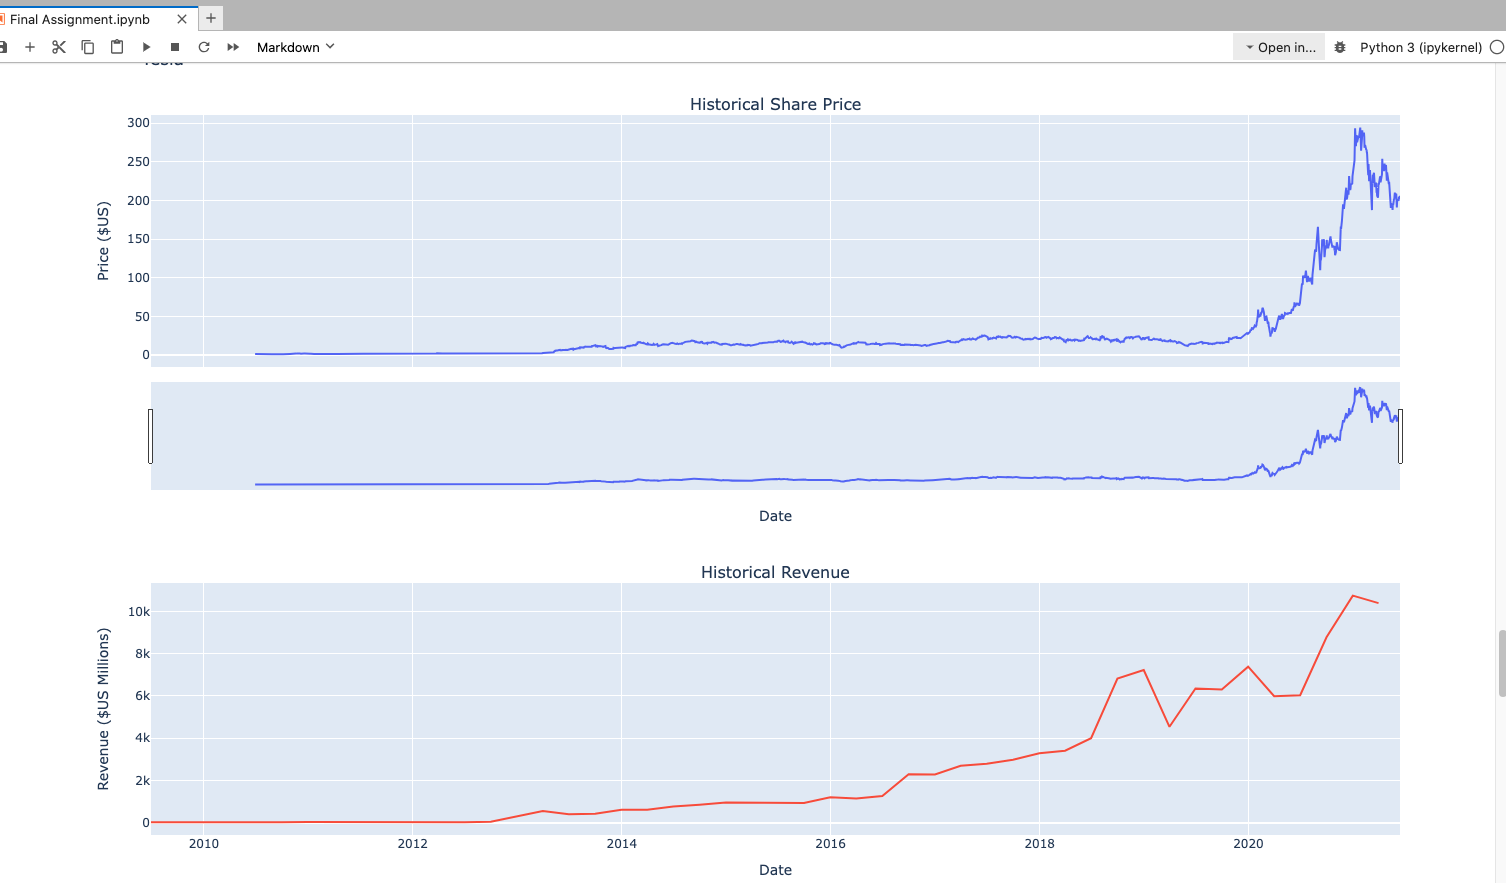 Final Assignment.ipynb
Markdown
Open in...
Python 3 (ipykernel)
Tesla
Historical Share Price
300
250
200
150
100
50
0
Price ($US)
Date
Historical Revenue
10k
8k
6k
4k
2k
0
Revenue ($US Millions)
2010 2012 2014 2016 2018 2020
Date